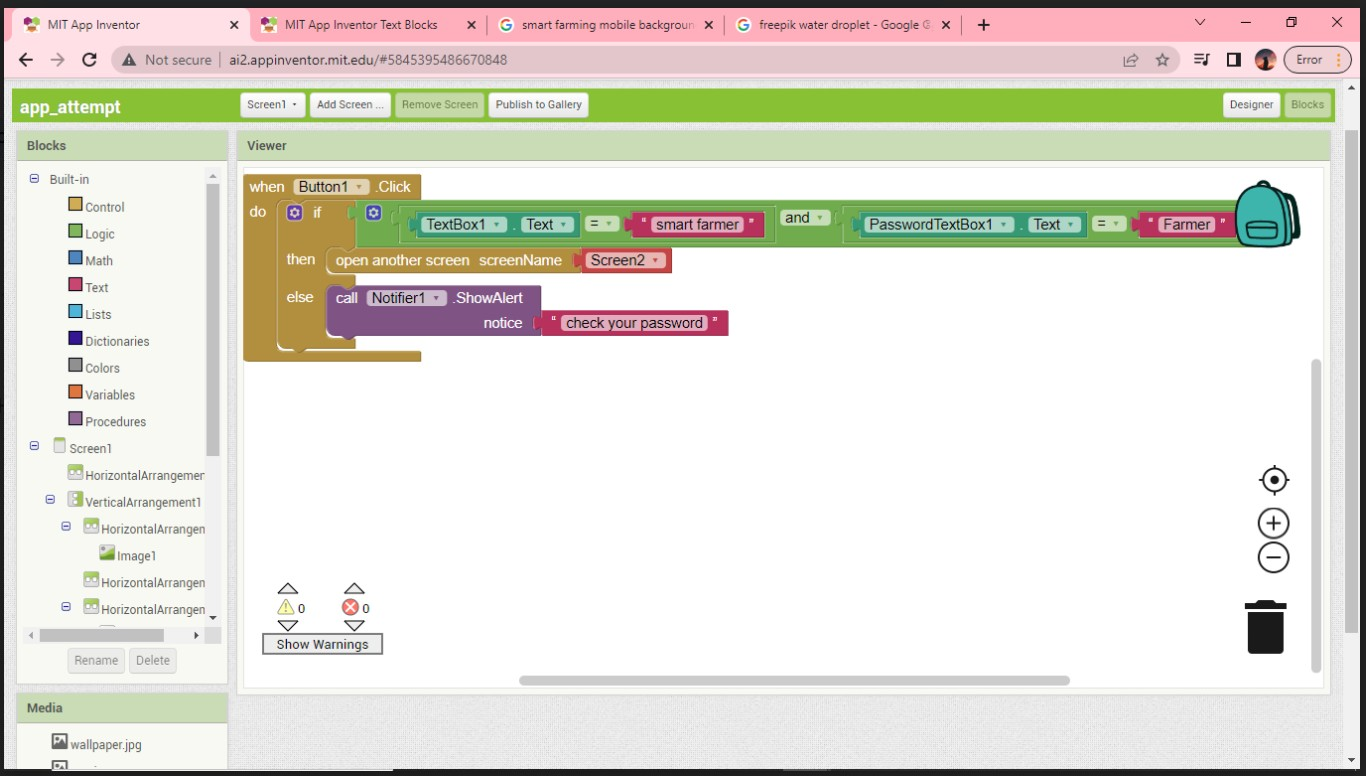 MIT App Inventor
MIT App Inventor Text Blocks
smart farming mobile backgroun
freepik water droplet - Google
Not secure
ai2.appinventor.mit.edu/#5845395486670848
Error
app_attempt
Screen1
Add Screen ...
Remove Screen
Publish to Gallery
Designer
Blocks
Blocks
Viewer
Built-in
Control
Logic
Math
Text
Lists
Dictionaries
Colors
Variables
Procedures
Screen1
HorizontalArrangemen
VerticalArrangement1
HorizontalArrangen
Image1
HorizontalArrangen
HorizontalArrangen
Rename
Delete
Media
wallpaper.jpg
when Button1 .Click
do if TextBox1 . Text = " smart farmer " and PasswordTextBox1 . Text = " Farmer "
then open another screen screenName Screen2
else call Notifier1 .ShowAlert
notice " check your password "
0 0
Show Warnings